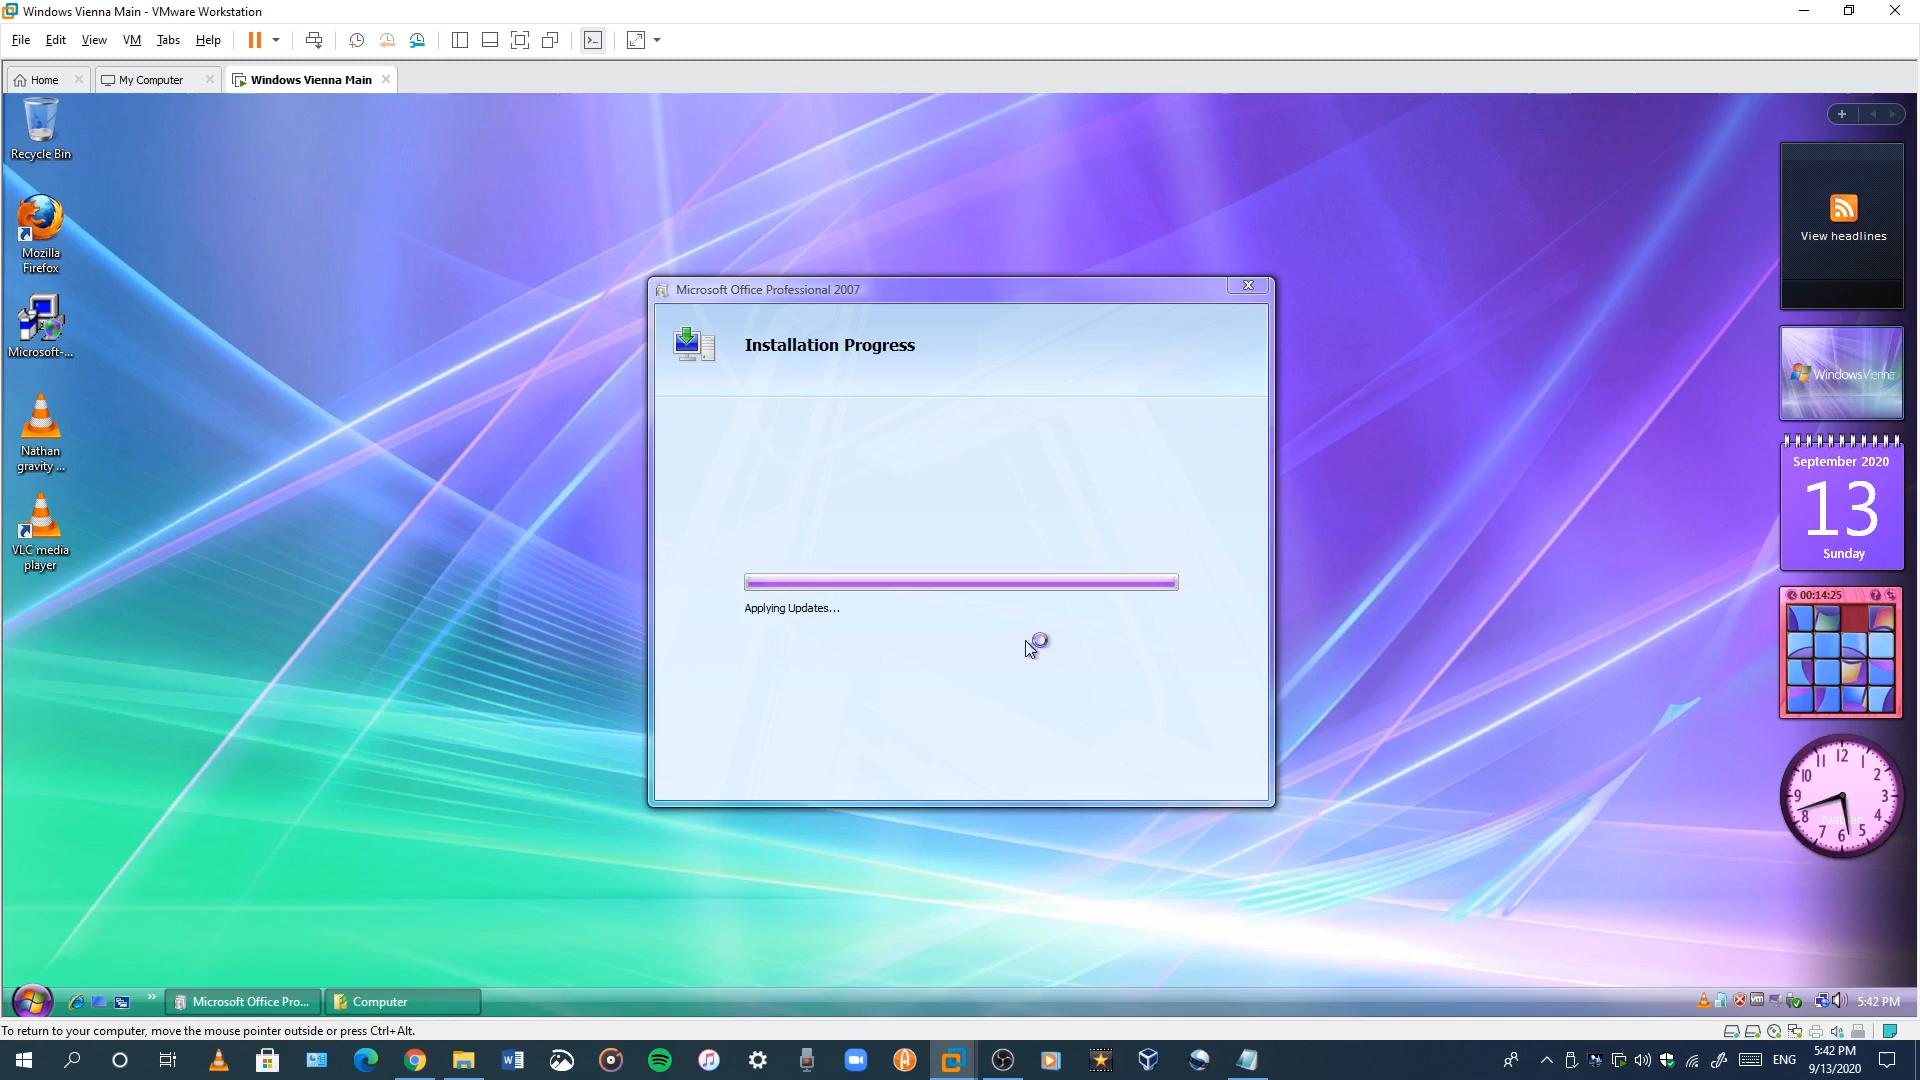 Windows Vienna Main - VMware Workstation
File Edit View VM Tabs Help
Home
My Computer
Windows Vienna Main
Recycle Bin
Mozilla
Firefox
Microsoft-...
Nathan
gravity ...
VLC media
player
Microsoft Office Professional 2007
Installation Progress
Applying Updates...
View headlines
WindowsVienna
September 2020
13
Sunday
00:14:25
12
1
2
3
4
5
6
7
8
9
10
11
Microsoft Office Pro...
Computer
5:42 PM
To return to your computer, move the mouse pointer outside or press Ctrl+Alt.
ENG
5:42 PM
9/13/2020